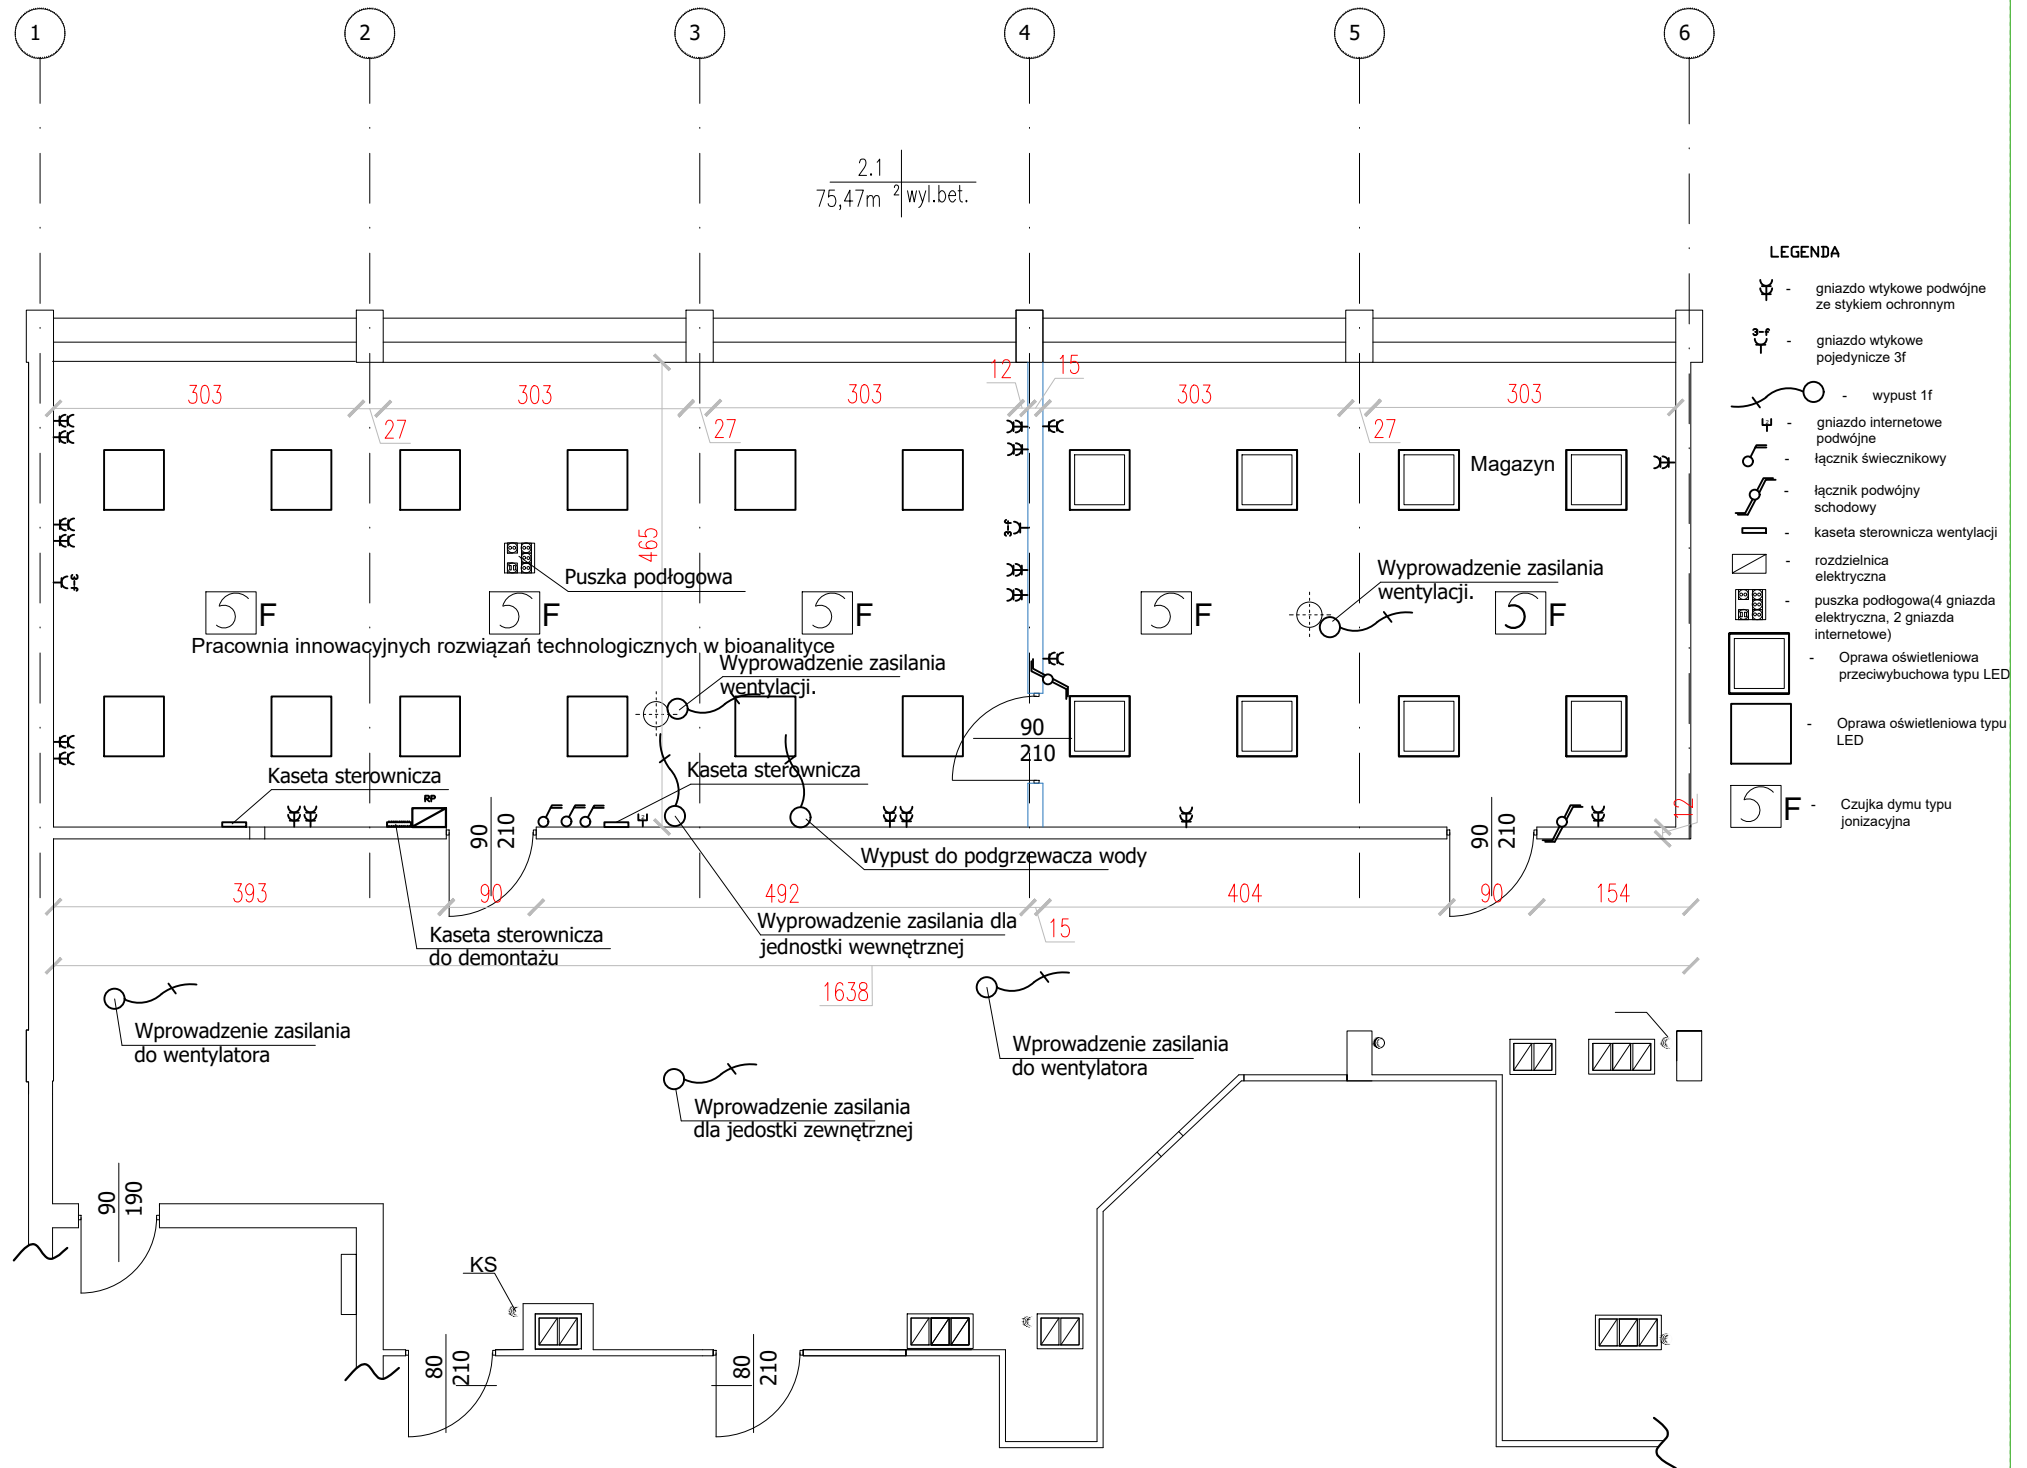 1
2
3
4
5
6
2.1
75,47m ²
wyl.bet.
LEGENDA
- gniazdo wtykowe podwójne
ze stykiem ochronnym
3-f
- gniazdo wtykowe
pojedynicze 3f
- wypust 1f
- gniazdo internetowe
podwójne
- łącznik świecznikowy
- łącznik podwójny
schodowy
- kaseta sterownicza wentylacji
- rozdzielnica
elektryczna
- puszka podłogowa(4 gniazda
elektryczna, 2 gniazda
internetowe)
- Oprawa oświetleniowa
przeciwybuchowa typu LED
- Oprawa oświetleniowa typu
LED
F - Czujka dymu typu
jonizacyjna
303
303
303
12
15
303
303
27
27
27
Magazyn
3-f
465
Puszka podłogowa
3-f
Wyprowadzenie zasilania
wentylacji.
F
F
F
F
F
Pracownia innowacyjnych rozwiązań technologicznych w bioanalityce
Wyprowadzenie zasilania
wentylacji.
90
210
Kaseta sterownicza
Kaseta sterownicza
RP
12
90
210
90
210
Wypust do podgrzewacza wody
393
90
492
404
90
154
15
Kaseta sterownicza
do demontażu
Wyprowadzenie zasilania dla
jednostki wewnętrznej
1638
Wprowadzenie zasilania
do wentylatora
Wprowadzenie zasilania
do wentylatora
Wprowadzenie zasilania
dla jedostki zewnętrznej
90
190
KS
80
210
80
210